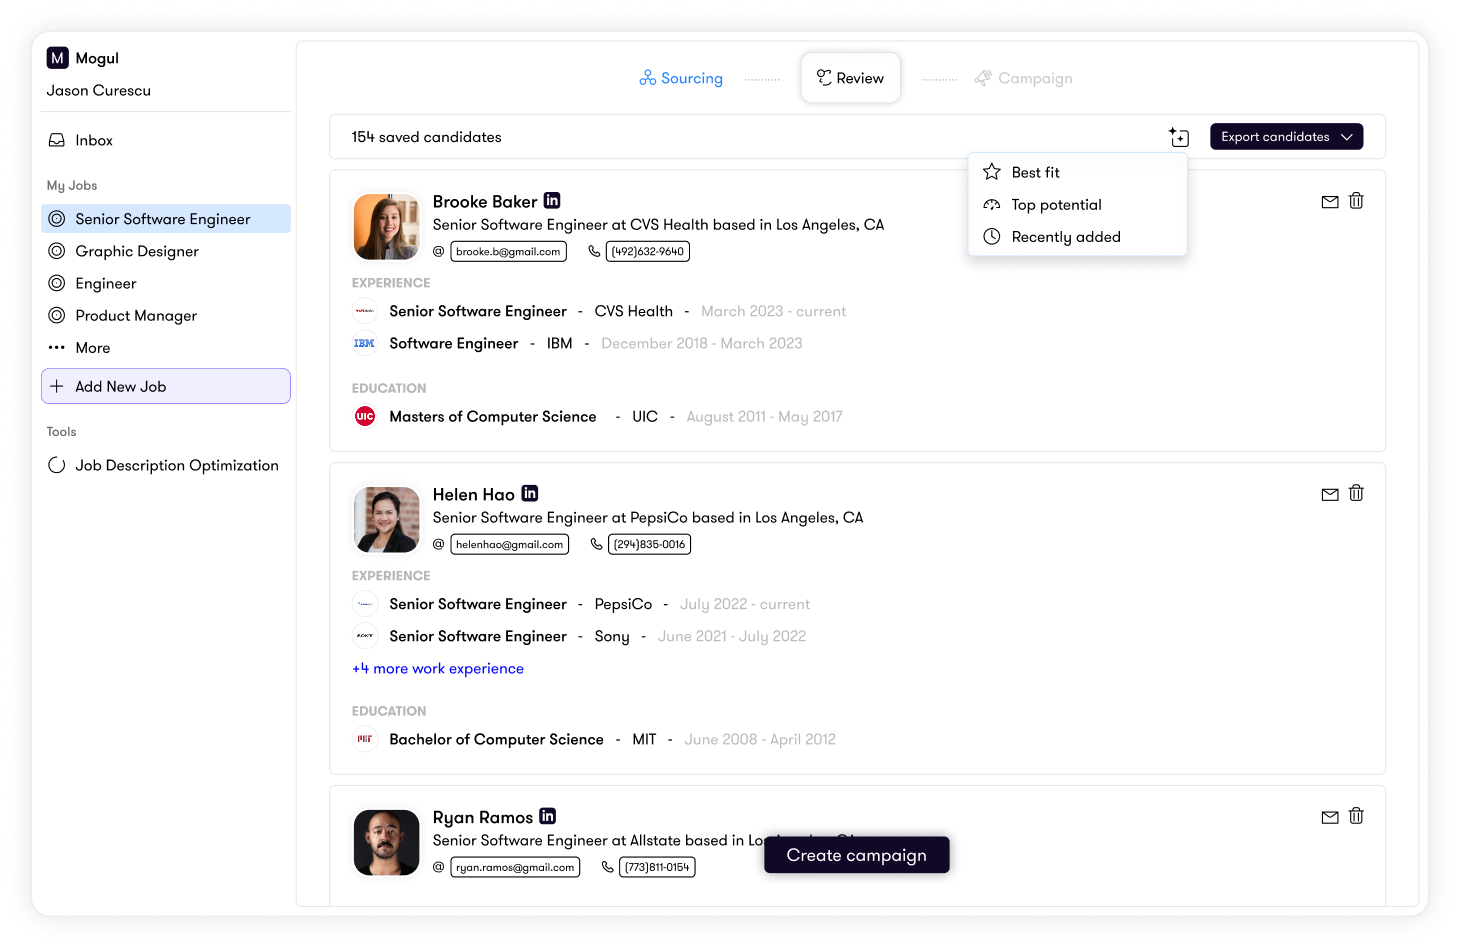 M Mogul
Jason Curescu
Inbox
My Jobs
Senior Software Engineer
Graphic Designer
Engineer
Product Manager
More
Add New Job
Tools
Job Description Optimization
Sourcing
Review
Campaign
154 saved candidates
Export candidates
Best fit
Top potential
Recently added
Brooke Baker in
Senior Software Engineer at CVS Health based in Los Angeles, CA
@ brooke.b@gmail.com (492)632-9640
EXPERIENCE
Senior Software Engineer - CVS Health - March 2023 - current
IBM Software Engineer - IBM - December 2018 - March 2023
EDUCATION
UIC Masters of Computer Science - UIC - August 2011 - May 2017
Helen Hao in
Senior Software Engineer at PepsiCo based in Los Angeles, CA
@ helenhao@gmail.com (294)835-0016
EXPERIENCE
Senior Software Engineer - PepsiCo - July 2022 - current
Senior Software Engineer - Sony - June 2021 - July 2022
+4 more work experience
EDUCATION
MIT Bachelor of Computer Science - MIT - June 2008 - April 2012
Ryan Ramos in
Senior Software Engineer at Allstate based in Los
@ ryan.ramos@gmail.com (773)811-0154
Create campaign